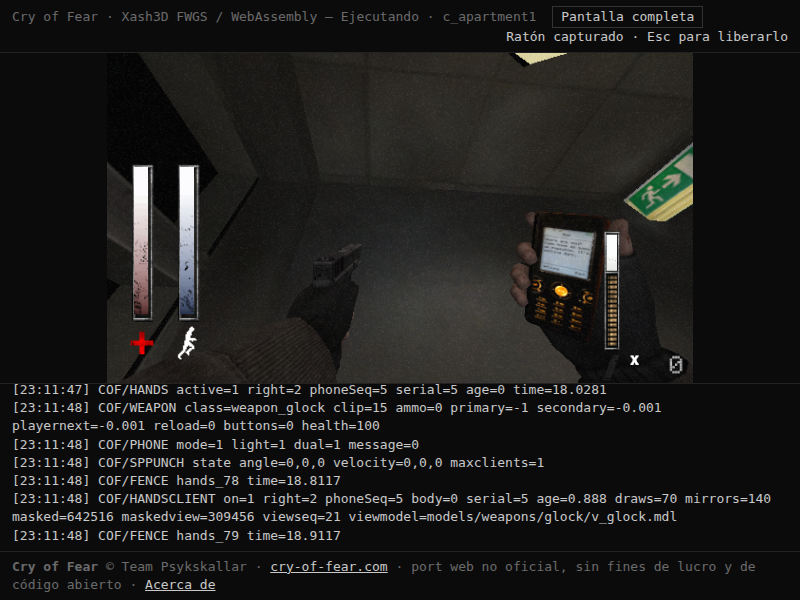 Cry of Fear · Xash3D FWGS / WebAssembly — Ejecutando · c_apartment1
Pantalla completa
Ratón capturado · Esc para liberarlo
x
0
[23:11:47] COF/HANDS active=1 right=2 phoneSeq=5 serial=5 age=0 time=18.0281
[23:11:48] COF/WEAPON class=weapon_glock clip=15 ammo=0 primary=-1 secondary=-0.001
playernext=-0.001 reload=0 buttons=0 health=100
[23:11:48] COF/PHONE mode=1 light=1 dual=1 message=0
[23:11:48] COF/SPPUNCH state angle=0,0,0 velocity=0,0,0 maxclients=1
[23:11:48] COF/FENCE hands_78 time=18.8117
[23:11:48] COF/HANDSCLIENT on=1 right=2 phoneSeq=5 body=0 serial=5 age=0.888 draws=70 mirrors=140
masked=642516 maskedview=309456 viewseq=21 viewmodel=models/weapons/glock/v_glock.mdl
[23:11:48] COF/FENCE hands_79 time=18.9117
Cry of Fear © Team Psykskallar · cry-of-fear.com · port web no oficial, sin fines de lucro y de
código abierto · Acerca de